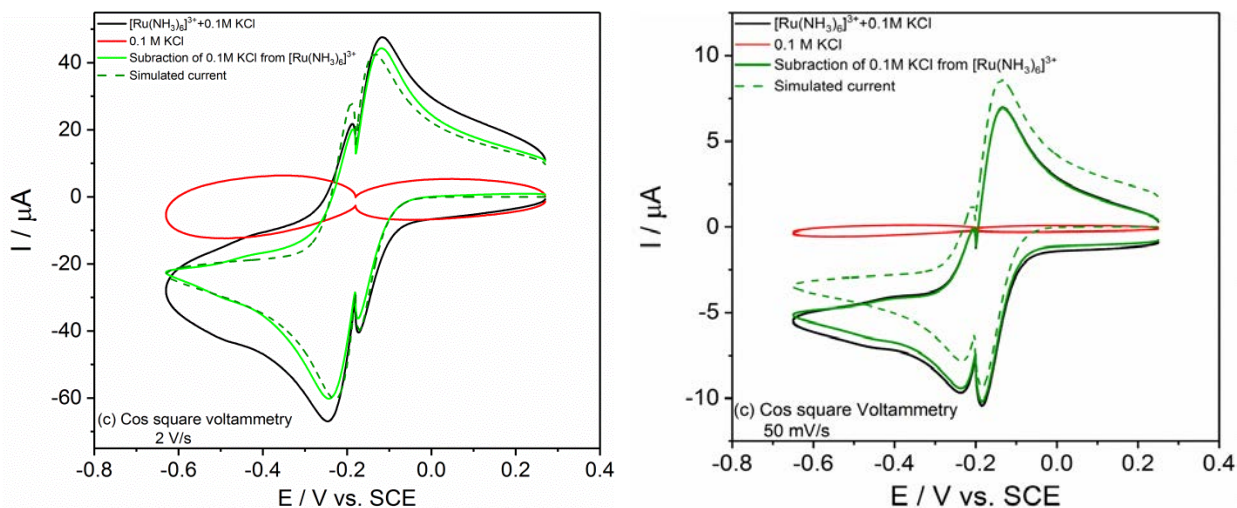 [Ru(NH₃)₆]³⁺+0.1M KCl
0.1 M KCl
Subraction of 0.1M KCl from [Ru(NH₃)₆]³⁺
Simulated current
40
20
0
-20
-40
-60
I / µA
(c) Cos square voltammetry
2 V/s
-0.8 -0.6 -0.4 -0.2 0.0 0.2 0.4
E / V vs. SCE
[Ru(NH₃)₆]³⁺+0.1M KCl
0.1 M KCl
Subraction of 0.1M KCl from [Ru(NH₃)₆]³⁺
Simulated current
10
5
0
-5
-10
I / µA
(c) Cos square Voltammetry
50 mV/s
-0.8 -0.6 -0.4 -0.2 0.0 0.2 0.4
E / V vs. SCE